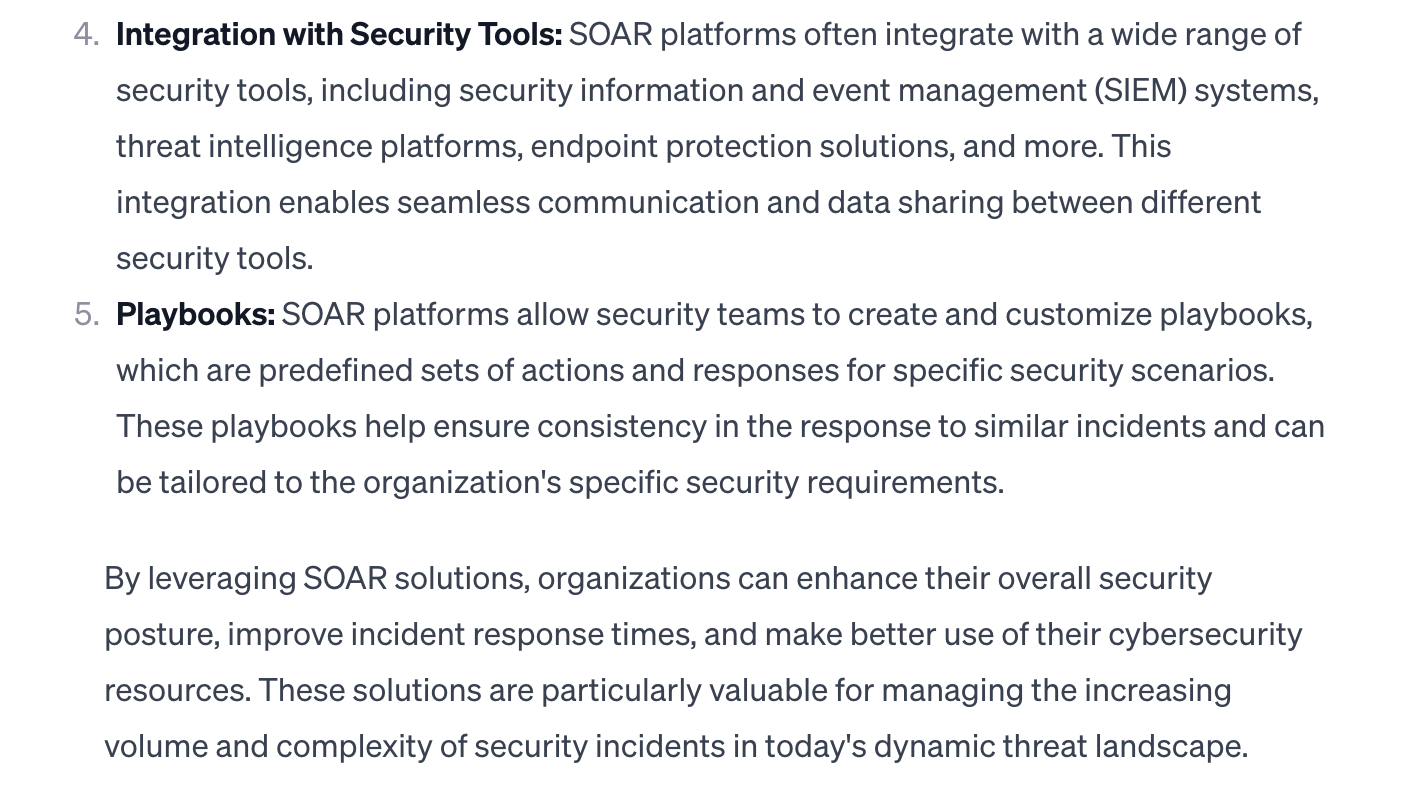 4. Integration with Security Tools: SOAR platforms often integrate with a wide range of
security tools, including security information and event management (SIEM) systems,
threat intelligence platforms, endpoint protection solutions, and more. This
integration enables seamless communication and data sharing between different
security tools.
5. Playbooks: SOAR platforms allow security teams to create and customize playbooks,
which are predefined sets of actions and responses for specific security scenarios.
These playbooks help ensure consistency in the response to similar incidents and can
be tailored to the organization's specific security requirements.
By leveraging SOAR solutions, organizations can enhance their overall security
posture, improve incident response times, and make better use of their cybersecurity
resources. These solutions are particularly valuable for managing the increasing
volume and complexity of security incidents in today's dynamic threat landscape.